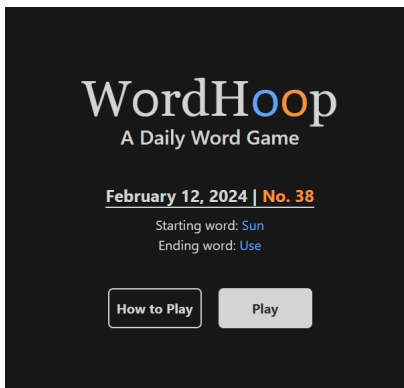 WordHoop
A Daily Word Game
February 12, 2024 | No. 38
Starting word: Sun
Ending word: Use
How to Play
Play